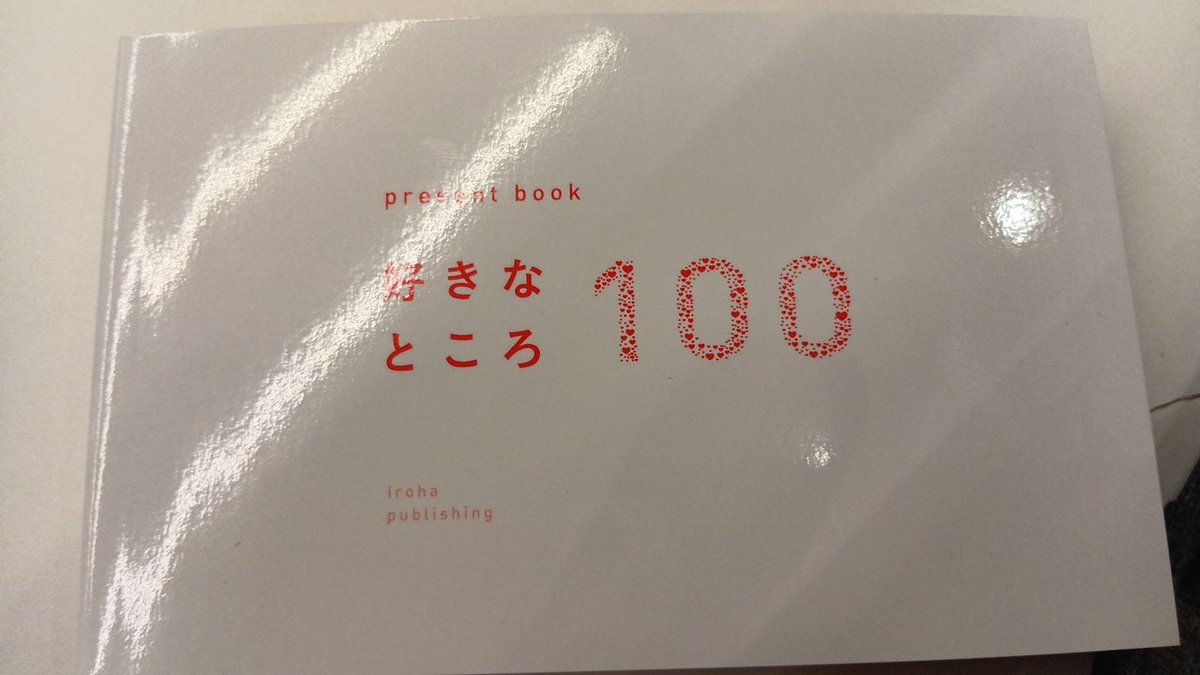 present book
好きな
ところ
100
iroha
publishing